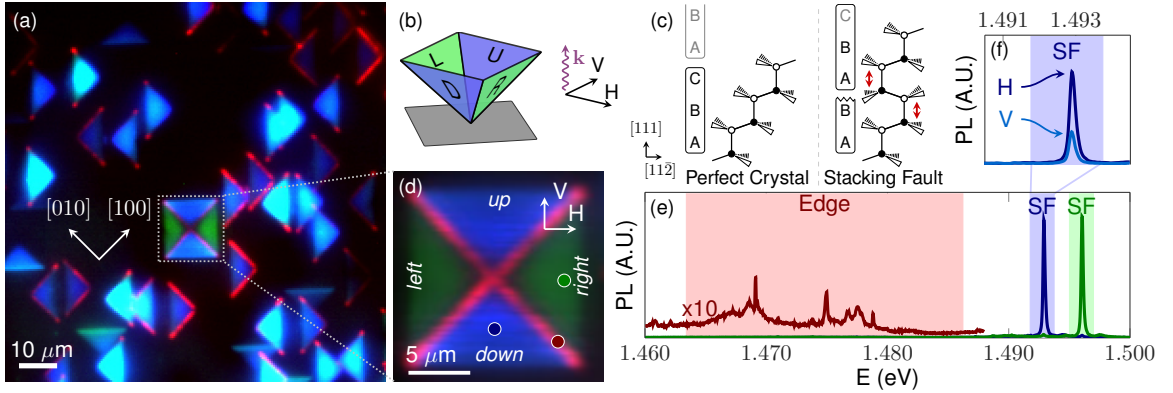 (a)
[010]
[100]
10 μm
(b)
L
U
D
R
k
V
H
(c)
C
B
A
A
B
C
B
A
C
B
A
B
A
[111]
[112̄]
Perfect Crystal
Stacking Fault
(d)
up
V
H
left
right
down
5 μm
(e)
Edge
x10
SF
SF
PL (A.U.)
1.460
1.470
1.480
1.490
1.500
E (eV)
(f)
1.491
1.493
SF
H
V
PL (A.U.)